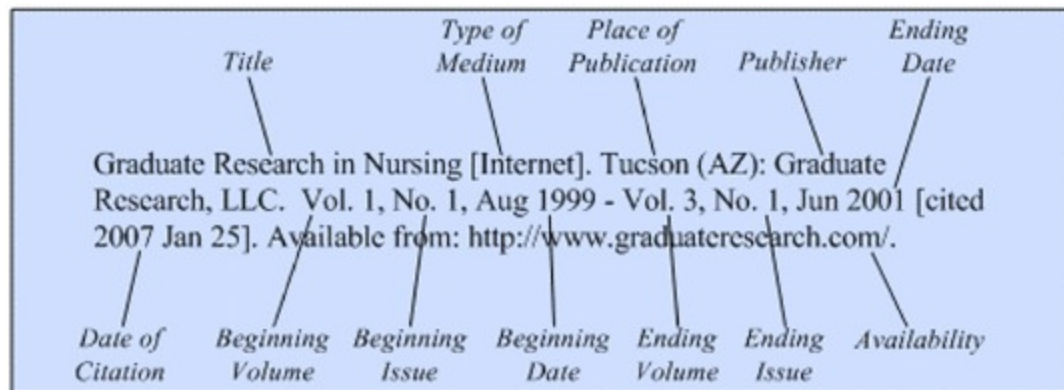 Type of Place of Ending
Title Medium Publication Publisher Date
Graduate Research in Nursing [Internet]. Tucson (AZ): Graduate
Research, LLC. Vol. 1, No. 1, Aug 1999 - Vol. 3, No. 1, Jun 2001 [cited
2007 Jan 25]. Available from: http://www.graduateresearch.com/.
Date of Beginning Beginning Beginning Ending Ending Availability
Citation Volume Issue Date Volume Issue